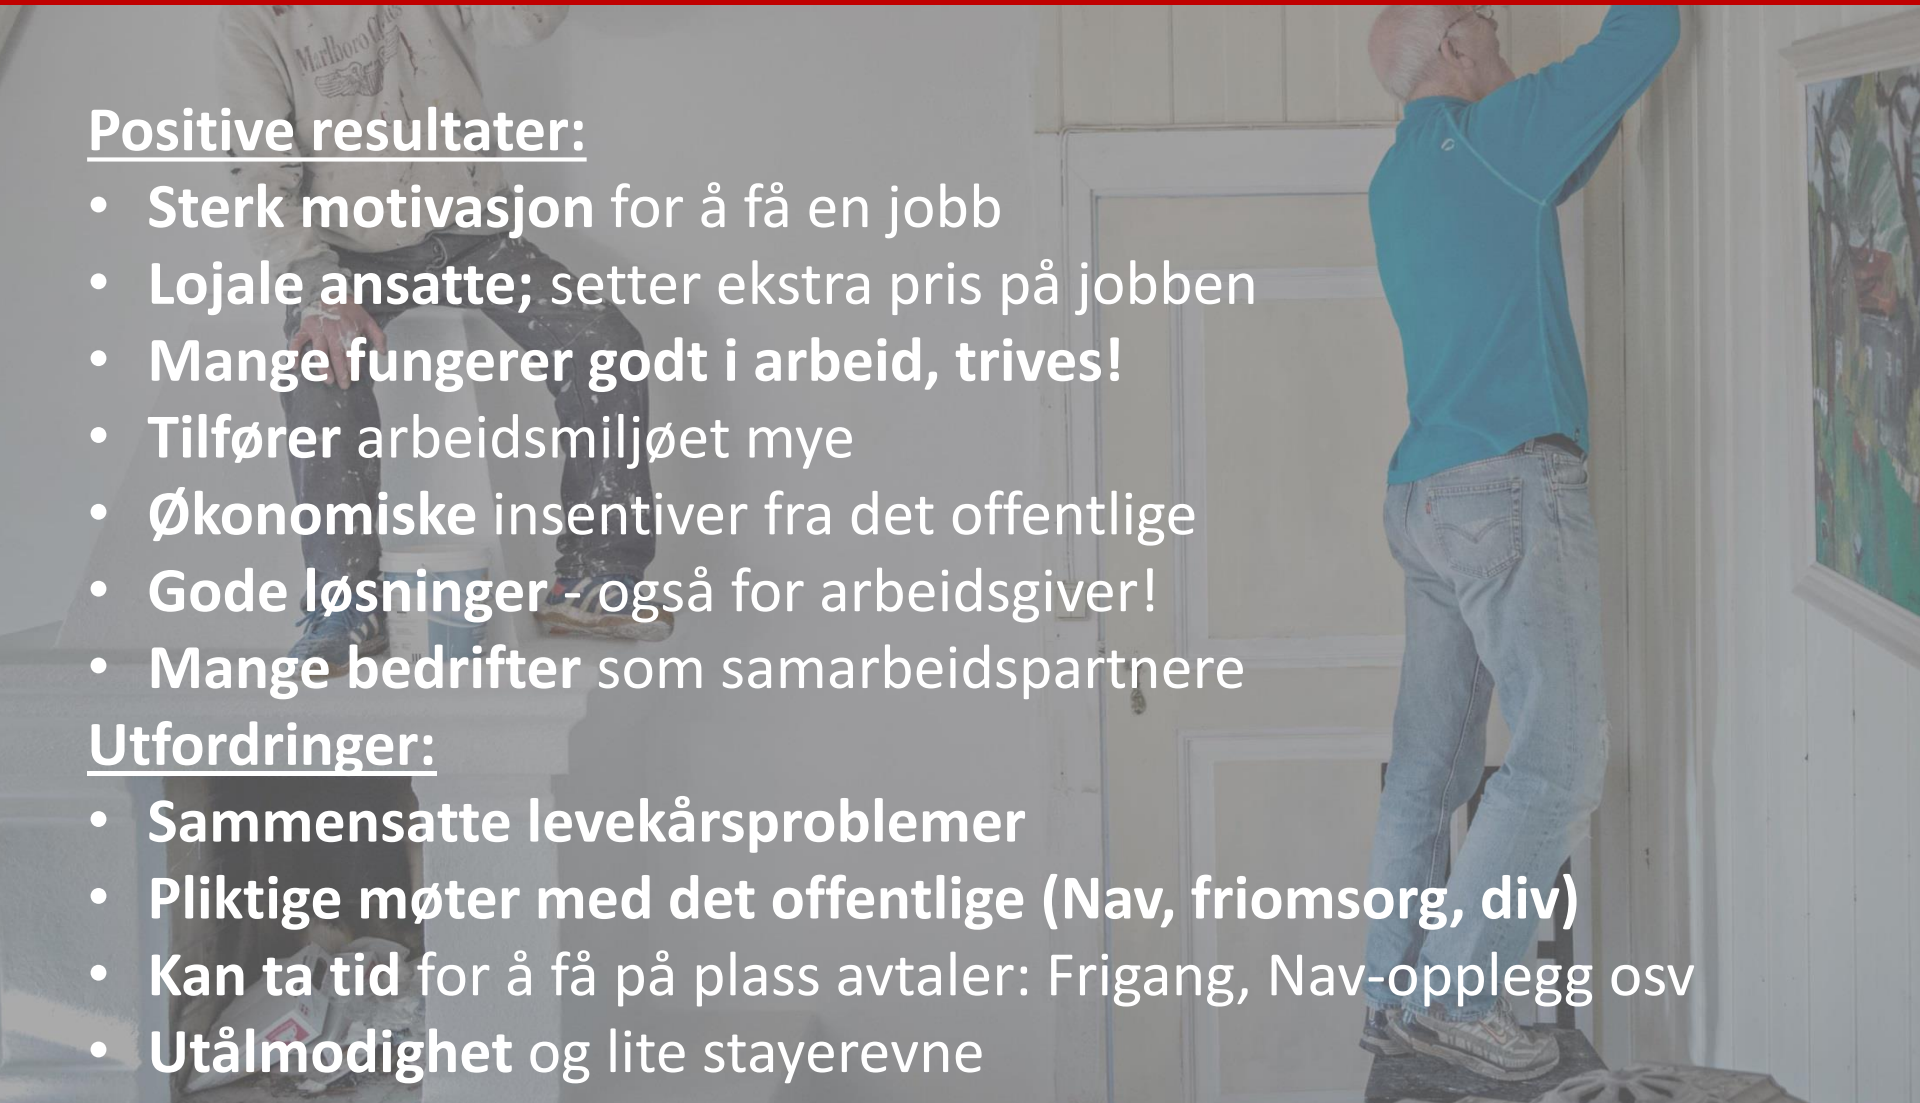 Marlboro
Positive resultater:
• Sterk motivasjon for å få en jobb
• Lojale ansatte; setter ekstra pris på jobben
• Mange fungerer godt i arbeid, trives!
• Tilfører arbeidsmiljøet mye
• Økonomiske insentiver fra det offentlige
• Gode løsninger - også for arbeidsgiver!
• Mange bedrifter som samarbeidspartnere
Utfordringer:
• Sammensatte levekårsproblemer
• Pliktige møter med det offentlige (Nav, friomsorg, div)
• Kan ta tid for å få på plass avtaler: Frigang, Nav-opplegg osv
• Utålmodighet og lite stayerevne